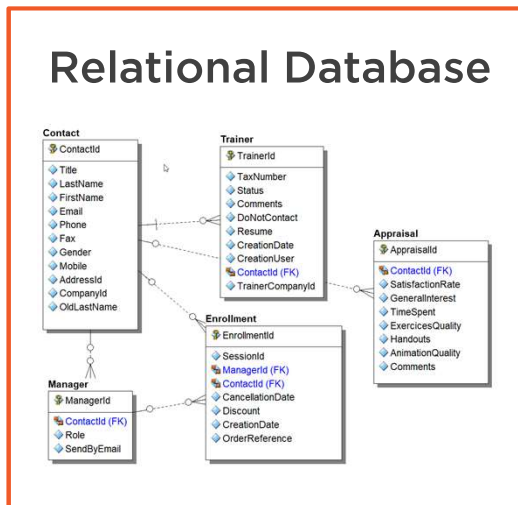 Relational Database
Contact
ContactId
Title
LastName
FirstName
Email
Phone
Fax
Gender
Mobile
AddressId
CompanyId
OldLastName
Trainer
TrainerId
TaxNumber
Status
Comments
DoNotContact
Resume
CreationDate
CreationUser
ContactId (FK)
TrainerCompanyId
Appraisal
AppraisalId
ContactId (FK)
SatisfactionRate
GeneralInterest
TimeSpent
ExercicesQuality
Handouts
AnimationQuality
Comments
Enrollment
EnrollmentId
SessionId
ManagerId (FK)
ContactId (FK)
CancellationDate
Discount
CreationDate
OrderReference
Manager
ManagerId
ContactId (FK)
Role
SendByEmail